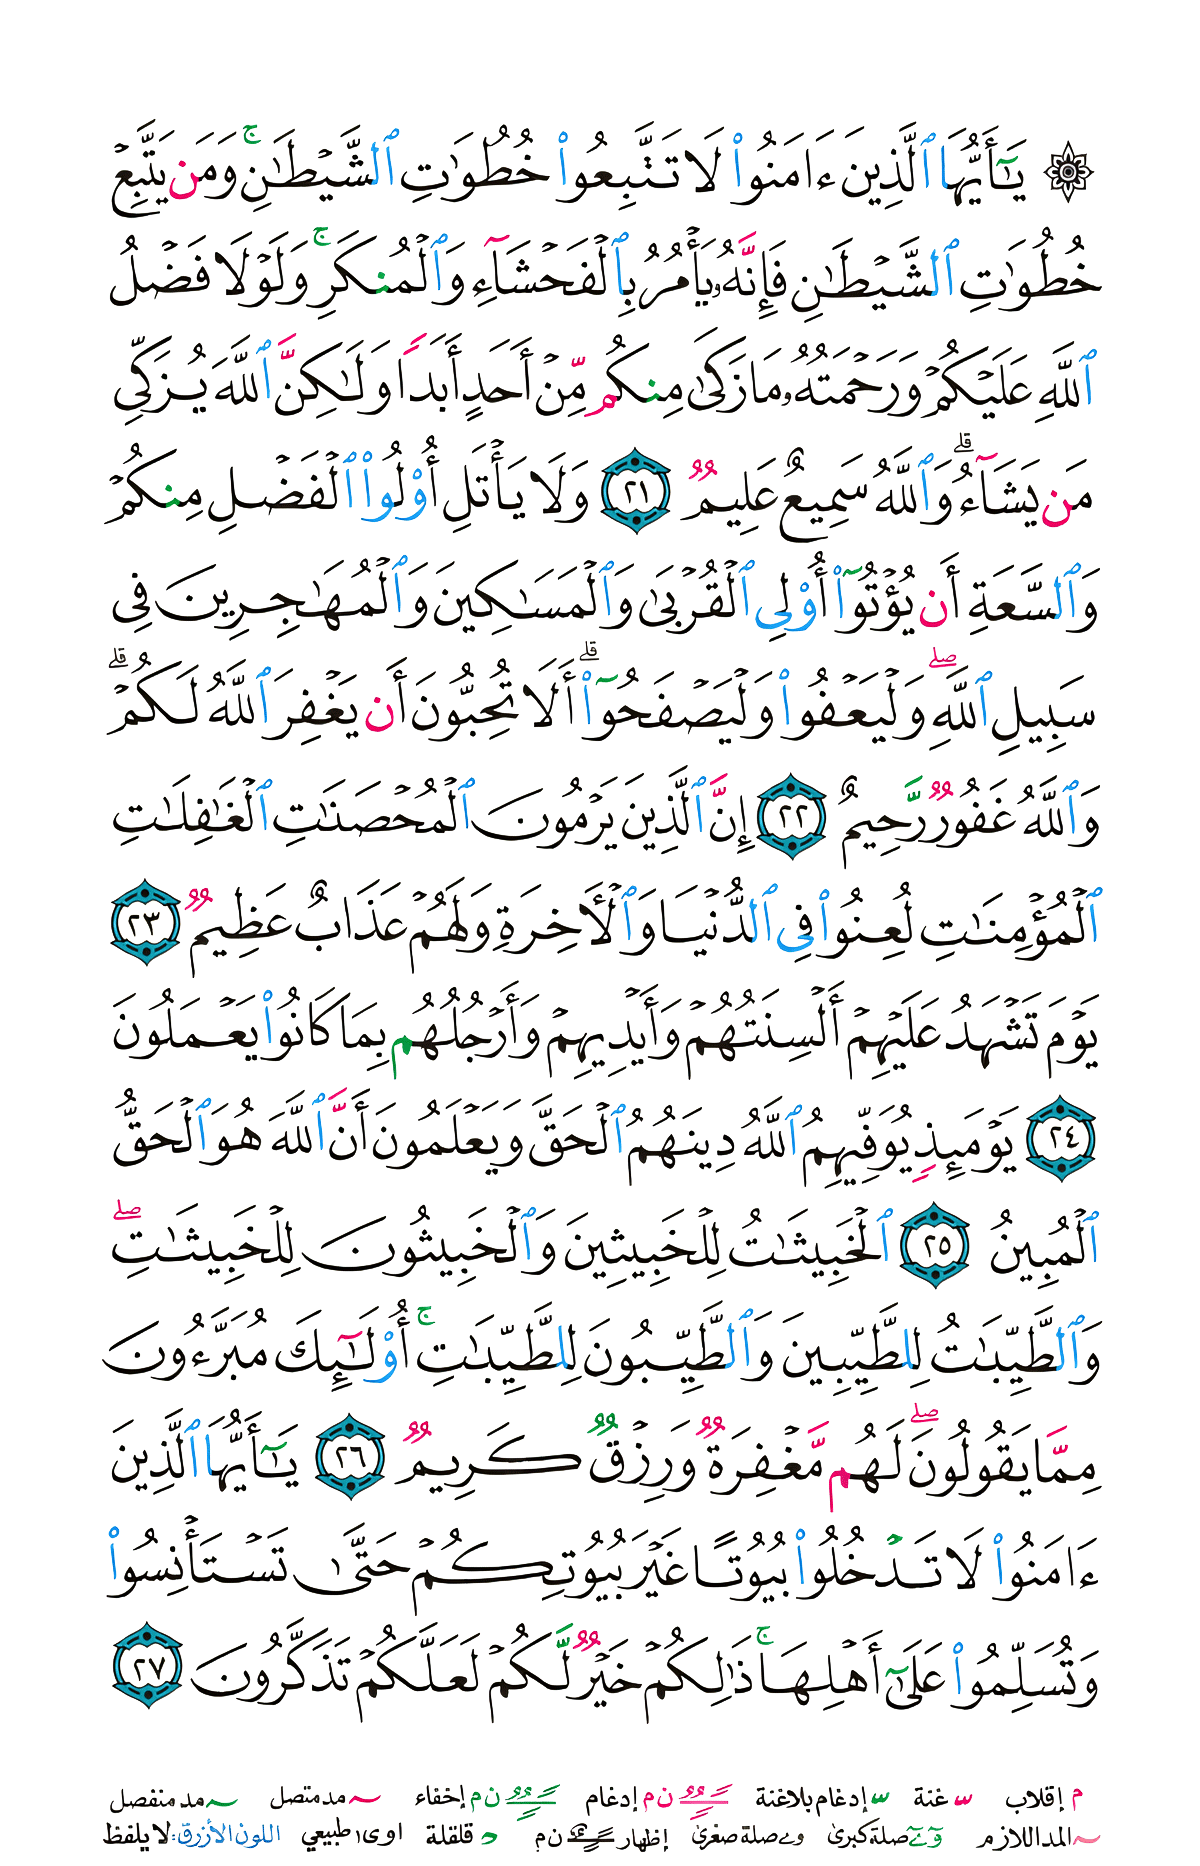 ۞ يَٰٓأَيُّهَا ٱلَّذِينَ ءَامَنُوا۟ لَا تَتَّبِعُوا۟ خُطُوَٰتِ ٱلشَّيْطَٰنِ ۚ وَمَن يَتَّبِعْ
خُطُوَٰتِ ٱلشَّيْطَٰنِ فَإِنَّهُۥ يَأْمُرُ بِٱلْفَحْشَآءِ وَٱلْمُنكَرِ ۚ وَلَوْلَا فَضْلُ
ٱللَّهِ عَلَيْكُمْ وَرَحْمَتُهُۥ مَا زَكَىٰ مِنكُم مِّنْ أَحَدٍ أَبَدًا وَلَٰكِنَّ ٱللَّهَ يُزَكِّى
مَن يَشَآءُ ۗ وَٱللَّهُ سَمِيعٌ عَلِيمٌ ٢١ وَلَا يَأْتَلِ أُو۟لُوا۟ ٱلْفَضْلِ مِنكُمْ
وَٱلسَّعَةِ أَن يُؤْتُوٓا۟ أُو۟لِى ٱلْقُرْبَىٰ وَٱلْمَسَٰكِينَ وَٱلْمُهَٰجِرِينَ فِى
سَبِيلِ ٱللَّهِ ۖ وَلْيَعْفُوا۟ وَلْيَصْفَحُوٓا۟ ۗ أَلَا تُحِبُّونَ أَن يَغْفِرَ ٱللَّهُ لَكُمْ ۗ
وَٱللَّهُ غَفُورٌ رَّحِيمٌ ٢٢ إِنَّ ٱلَّذِينَ يَرْمُونَ ٱلْمُحْصَنَٰتِ ٱلْغَٰفِلَٰتِ
ٱلْمُؤْمِنَٰتِ لُعِنُوا۟ فِى ٱلدُّنْيَا وَٱلْأَخِرَةِ وَلَهُمْ عَذَابٌ عَظِيمٌ ٢٣
يَوْمَ تَشْهَدُ عَلَيْهِمْ أَلْسِنَتُهُمْ وَأَيْدِيهِمْ وَأَرْجُلُهُم بِمَا كَانُوا۟ يَعْمَلُونَ
٢٤ يَوْمَئِذٍ يُوَفِّيهِمُ ٱللَّهُ دِينَهُمُ ٱلْحَقَّ وَيَعْلَمُونَ أَنَّ ٱللَّهَ هُوَ ٱلْحَقُّ
ٱلْمُبِينُ ٢٥ ٱلْخَبِيثَٰتُ لِلْخَبِيثِينَ وَٱلْخَبِيثُونَ لِلْخَبِيثَٰتِ ۖ
وَٱلطَّيِّبَٰتُ لِلطَّيِّبِينَ وَٱلطَّيِّبُونَ لِلطَّيِّبَٰتِ ۚ أُو۟لَٰٓئِكَ مُبَرَّءُونَ
مِمَّا يَقُولُونَ ۖ لَهُم مَّغْفِرَةٌ وَرِزْقٌ كَرِيمٌ ٢٦ يَٰٓأَيُّهَا ٱلَّذِينَ
ءَامَنُوا۟ لَا تَدْخُلُوا۟ بُيُوتًا غَيْرَ بُيُوتِكُمْ حَتَّىٰ تَسْتَأْنِسُوا۟
وَتُسَلِّمُوا۟ عَلَىٰٓ أَهْلِهَا ۚ ذَٰلِكُمْ خَيْرٌ لَّكُمْ لَعَلَّكُمْ تَذَكَّرُونَ ٢٧
م إقلاب غنة إدغام بلاغنة ن م إدغام ن م إخفاء مد متصل مد منفصل
المد اللازم صلة كبرى و ے صلة صغرى إظهار ن م قلقلة ا و ى طبيعي اللون الأزرق: لا يلفظ